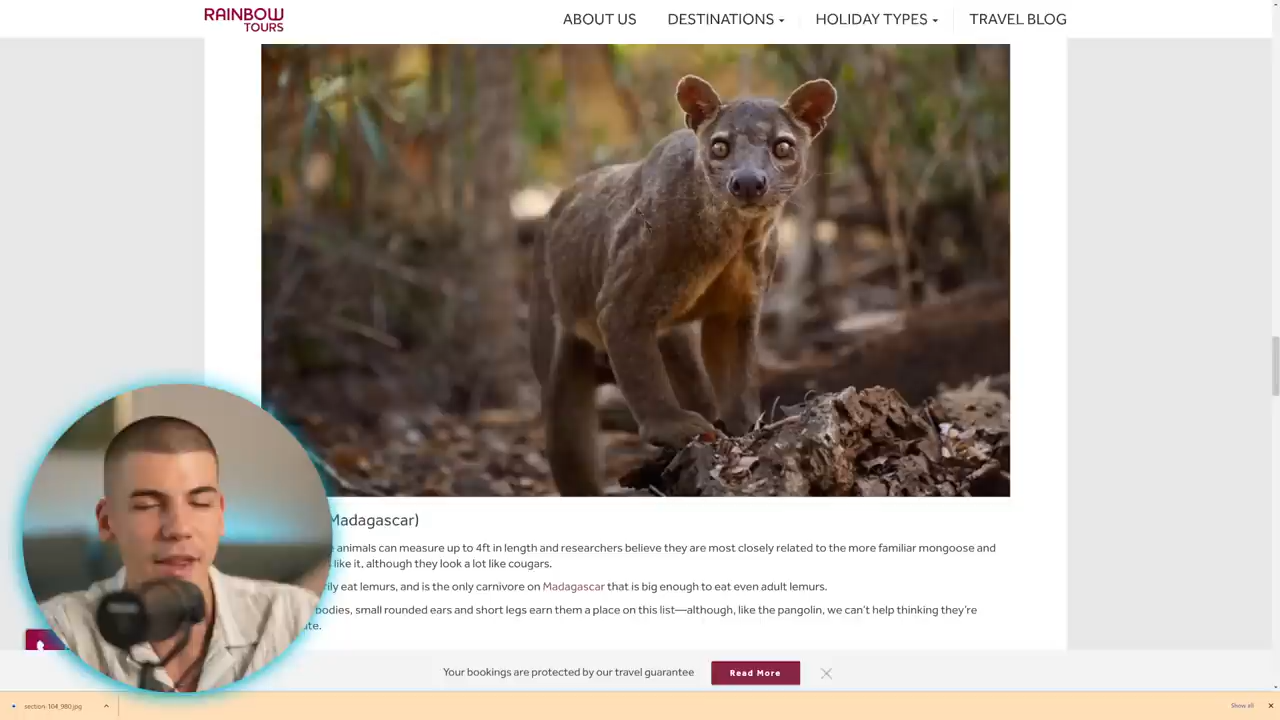 RAINBOW
TOURS
ABOUT US
DESTINATIONS
HOLIDAY TYPES
TRAVEL BLOG
Madagascar)
animals can measure up to 4ft in length and researchers believe they are most closely related to the more familiar mongoose and
like it, although they look a lot like cougars.
eat lemurs, and is the only carnivore on Madagascar that is big enough to eat even adult lemurs.
bodies, small rounded ears and short legs earn them a place on this list—although, like the pangolin, we can't help thinking they're
Your bookings are protected by our travel guarantee
Read More
section-104_980.jpg
Show all